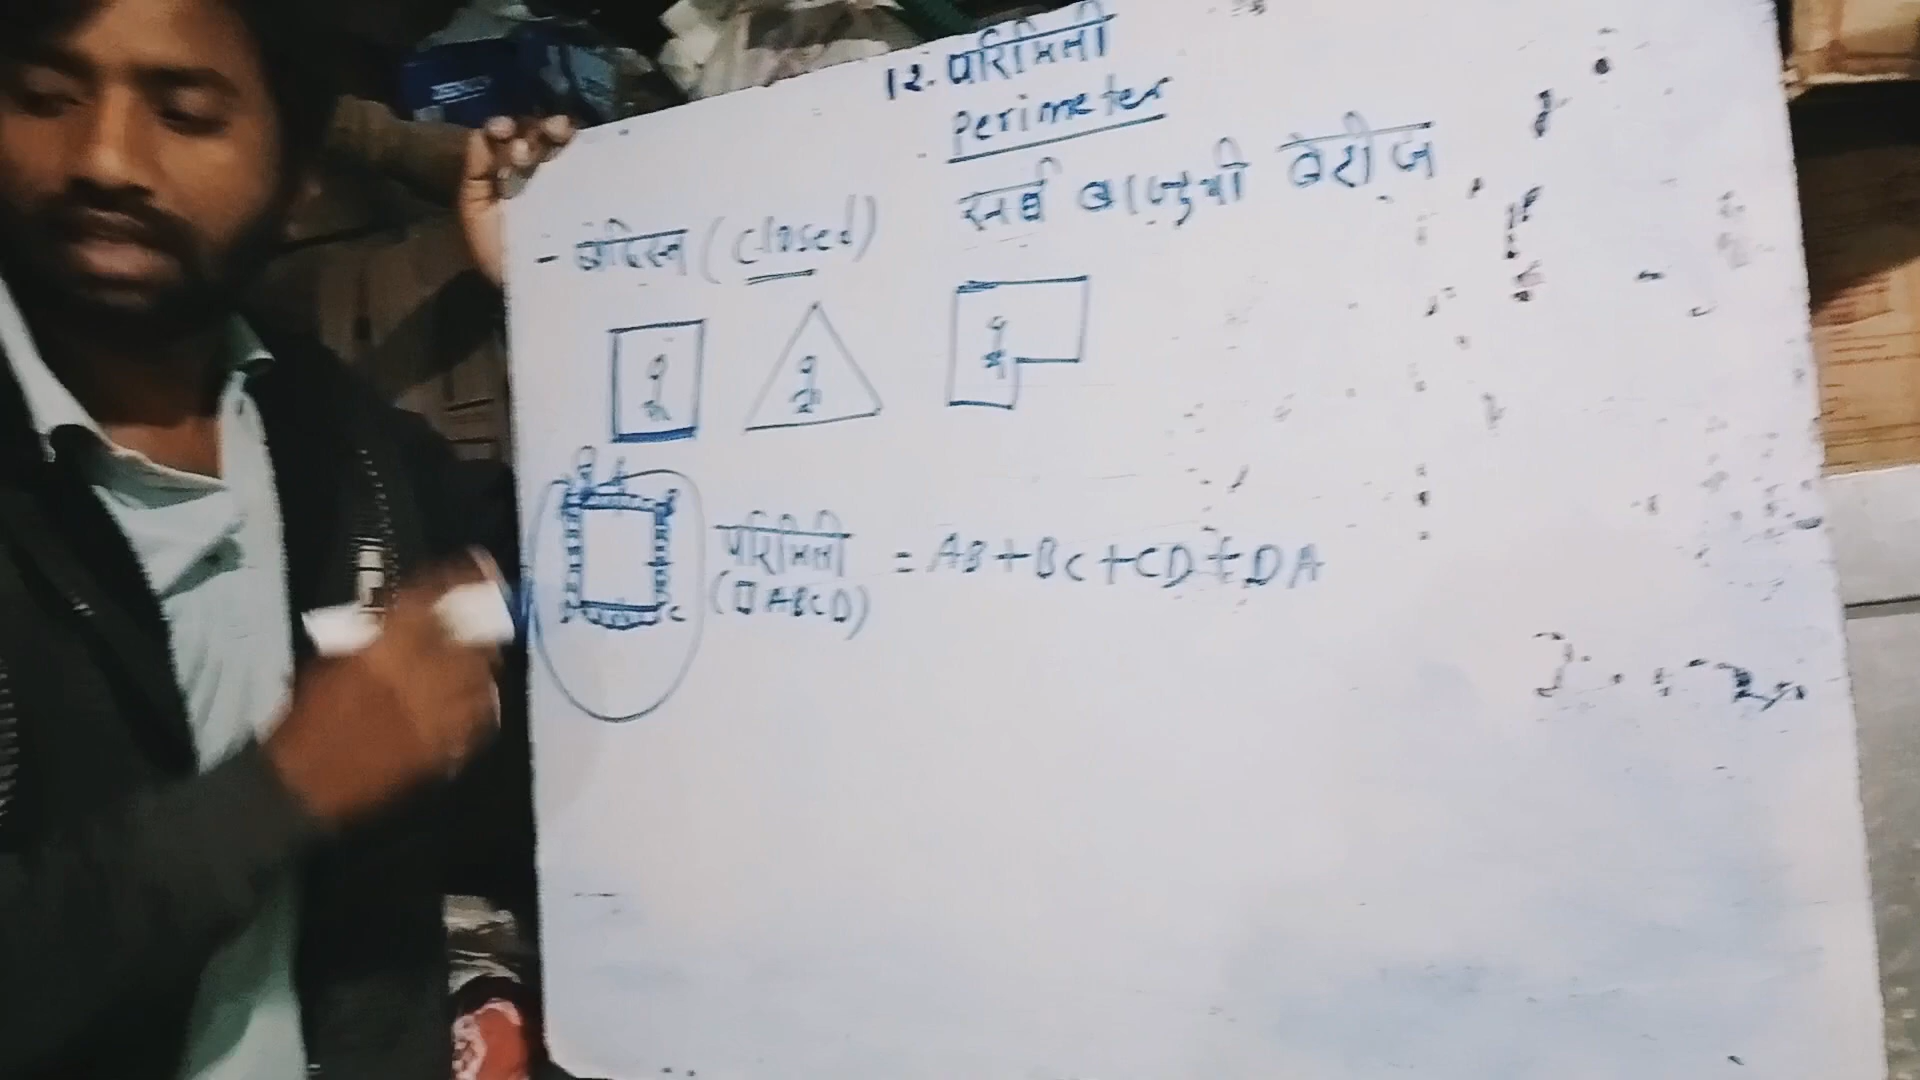 12. परिमिती
Perimeter
सर्व बाजुची बेरीज
- बंदिस्त (closed)
परिमिती = AB+BC+CD+DA
(□ABCD)